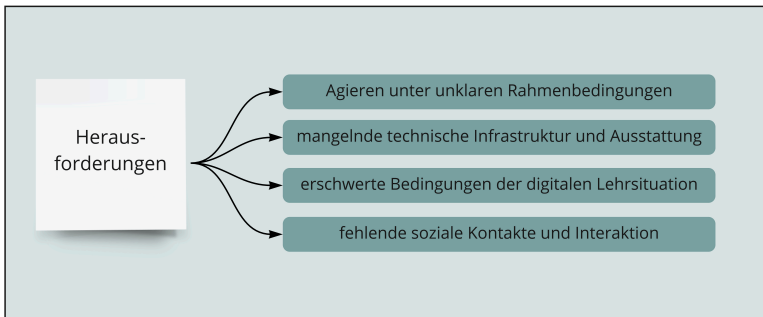 Heraus-
forderungen
Agieren unter unklaren Rahmenbedingungen
mangelnde technische Infrastruktur und Ausstattung
erschwerte Bedingungen der digitalen Lehrsituation
fehlende soziale Kontakte und Interaktion